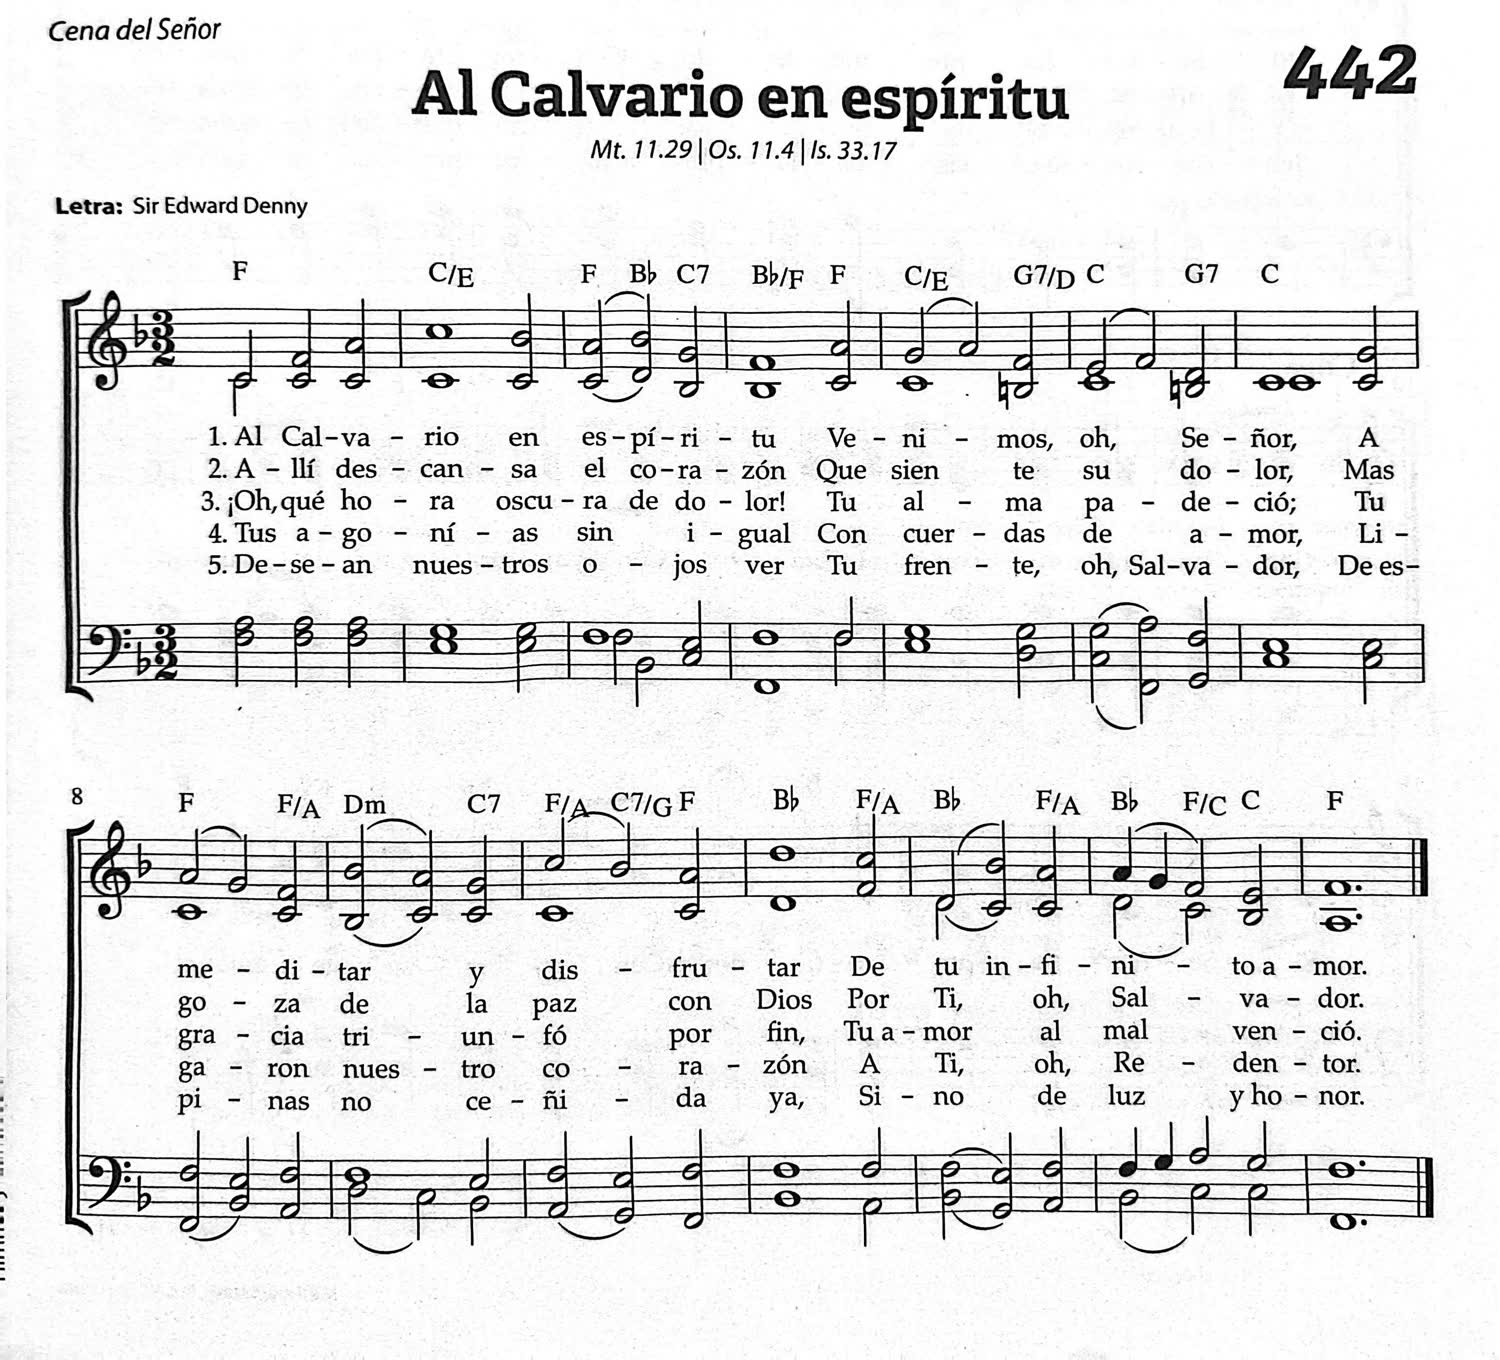 Cena del Señor
442
Al Calvario en espíritu
Mt. 11.29 | Os. 11.4 | Is. 33.17
Letra: Sir Edward Denny
F C/E F B♭ C7 B♭/F F C/E G7/D C G7 C
1. Al Cal–va – rio en es–pí–ri – tu Ve – ni – mos, oh, Se – ñor, A
2. A – llí des – can – sa el co–ra – zón Que sien te su do – lor, Mas
3. ¡Oh, qué ho – ra oscu – ra de do – lor! Tu al – ma pa – de – ció; Tu
4. Tus a – go – ní – as sin i – gual Con cuer – das de a – mor, Li –
5. De – se – an nues – tros o – jos ver Tu fren – te, oh, Sal–va – dor, De es–
8
F F/A Dm C7 F/A C7/G F B♭ F/A B♭ F/A B♭ F/C C F
me – di – tar y dis – fru – tar De tu in – fi – ni – to a – mor.
go – za de la paz con Dios Por Ti, oh, Sal – va – dor.
gra – cia tri – un – fó por fin, Tu a – mor al mal ven – ció.
ga – ron nues – tro co – ra – zón A Ti, oh, Re – den – tor.
pi – nas no ce – ñi – da ya, Si – no de luz y ho – nor.